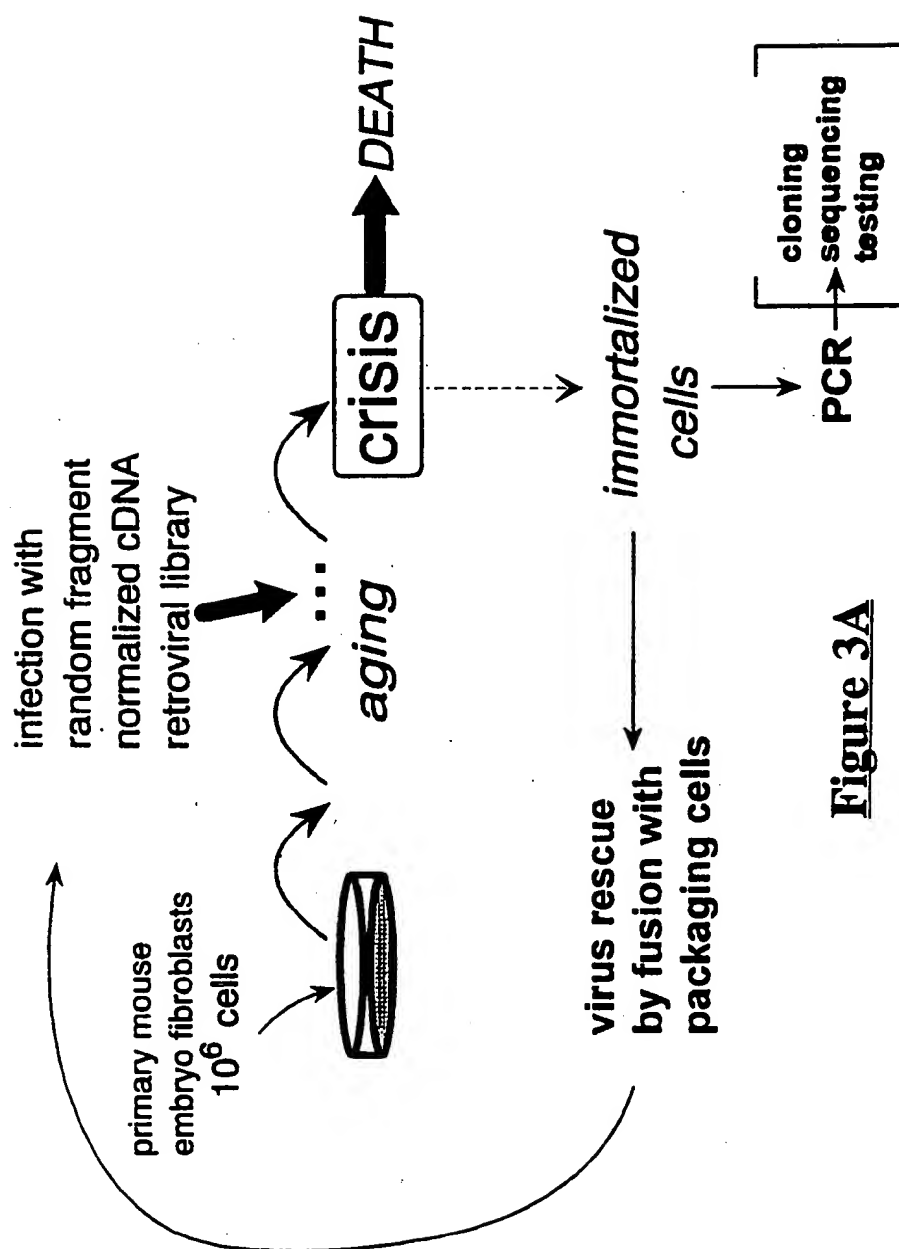 infection with
random fragment
normalized cDNA
retroviral library
primary mouse
embryo fibroblasts
10⁶ cells
...
aging
crisis
DEATH
immortalized
cells
virus rescue
by fusion with
packaging cells
PCR
cloning
sequencing
testing
Figure 3A